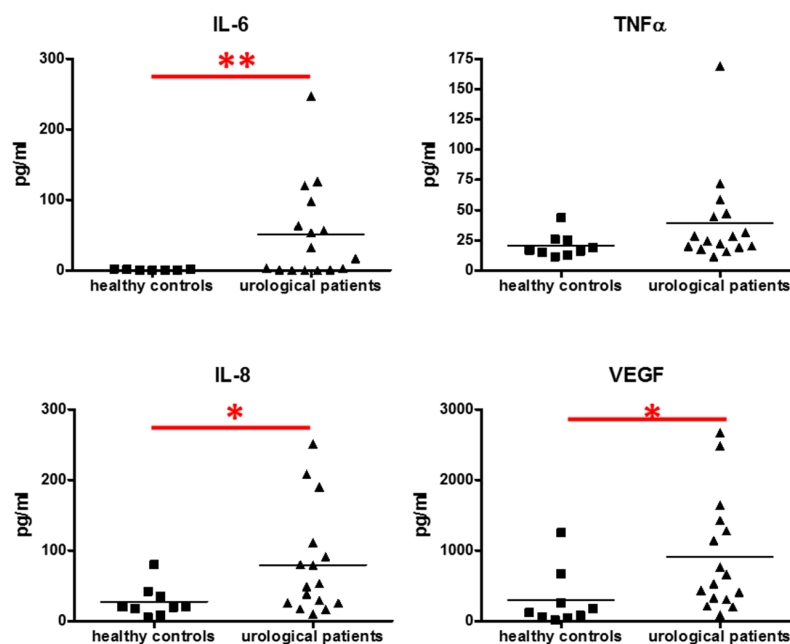 IL-6
**
300
200
100
0
pg/ml
healthy controls urological patients
TNFα
175
150
125
100
75
50
25
0
pg/ml
healthy controls urological patients
IL-8
*
300
200
100
0
pg/ml
healthy controls urological patients
VEGF
*
3000
2000
1000
0
pg/ml
healthy controls urological patients